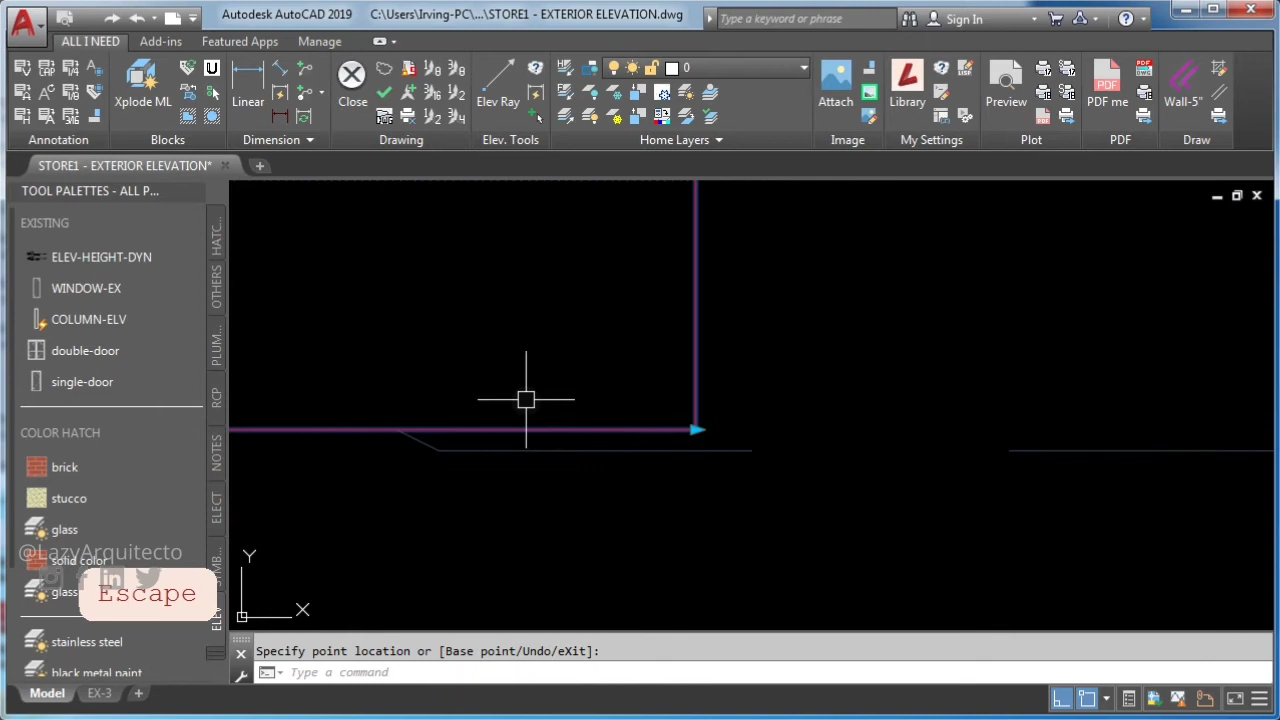 Autodesk AutoCAD 2019 C:\Users\Irving-PC\...\STORE1 - EXTERIOR ELEVATION.dwg
Type a keyword or phrase
Sign In
ALL I NEED Add-ins Featured Apps Manage
0
Xplode ML Linear Close Elev Ray Attach Library Preview PDF me Wall-5"
Annotation Blocks Dimension Drawing Elev. Tools Home Layers Image My Settings Plot PDF Draw
STORE1 - EXTERIOR ELEVATION*
TOOL PALETTES - ALL P...
EXISTING
ELEV-HEIGHT-DYN
WINDOW-EX
COLUMN-ELV
double-door
single-door
COLOR HATCH
brick
stucco
glass
@LazyArquitecto
solid color
glass
Escape
stainless steel
black metal paint
HATC...
OTHERS
PLUM...
RCP
NOTES
ELECT
SYMB...
ELEV
Y
X
Specify point location or [Base point/Undo/eXit]:
Type a command
Model EX-3